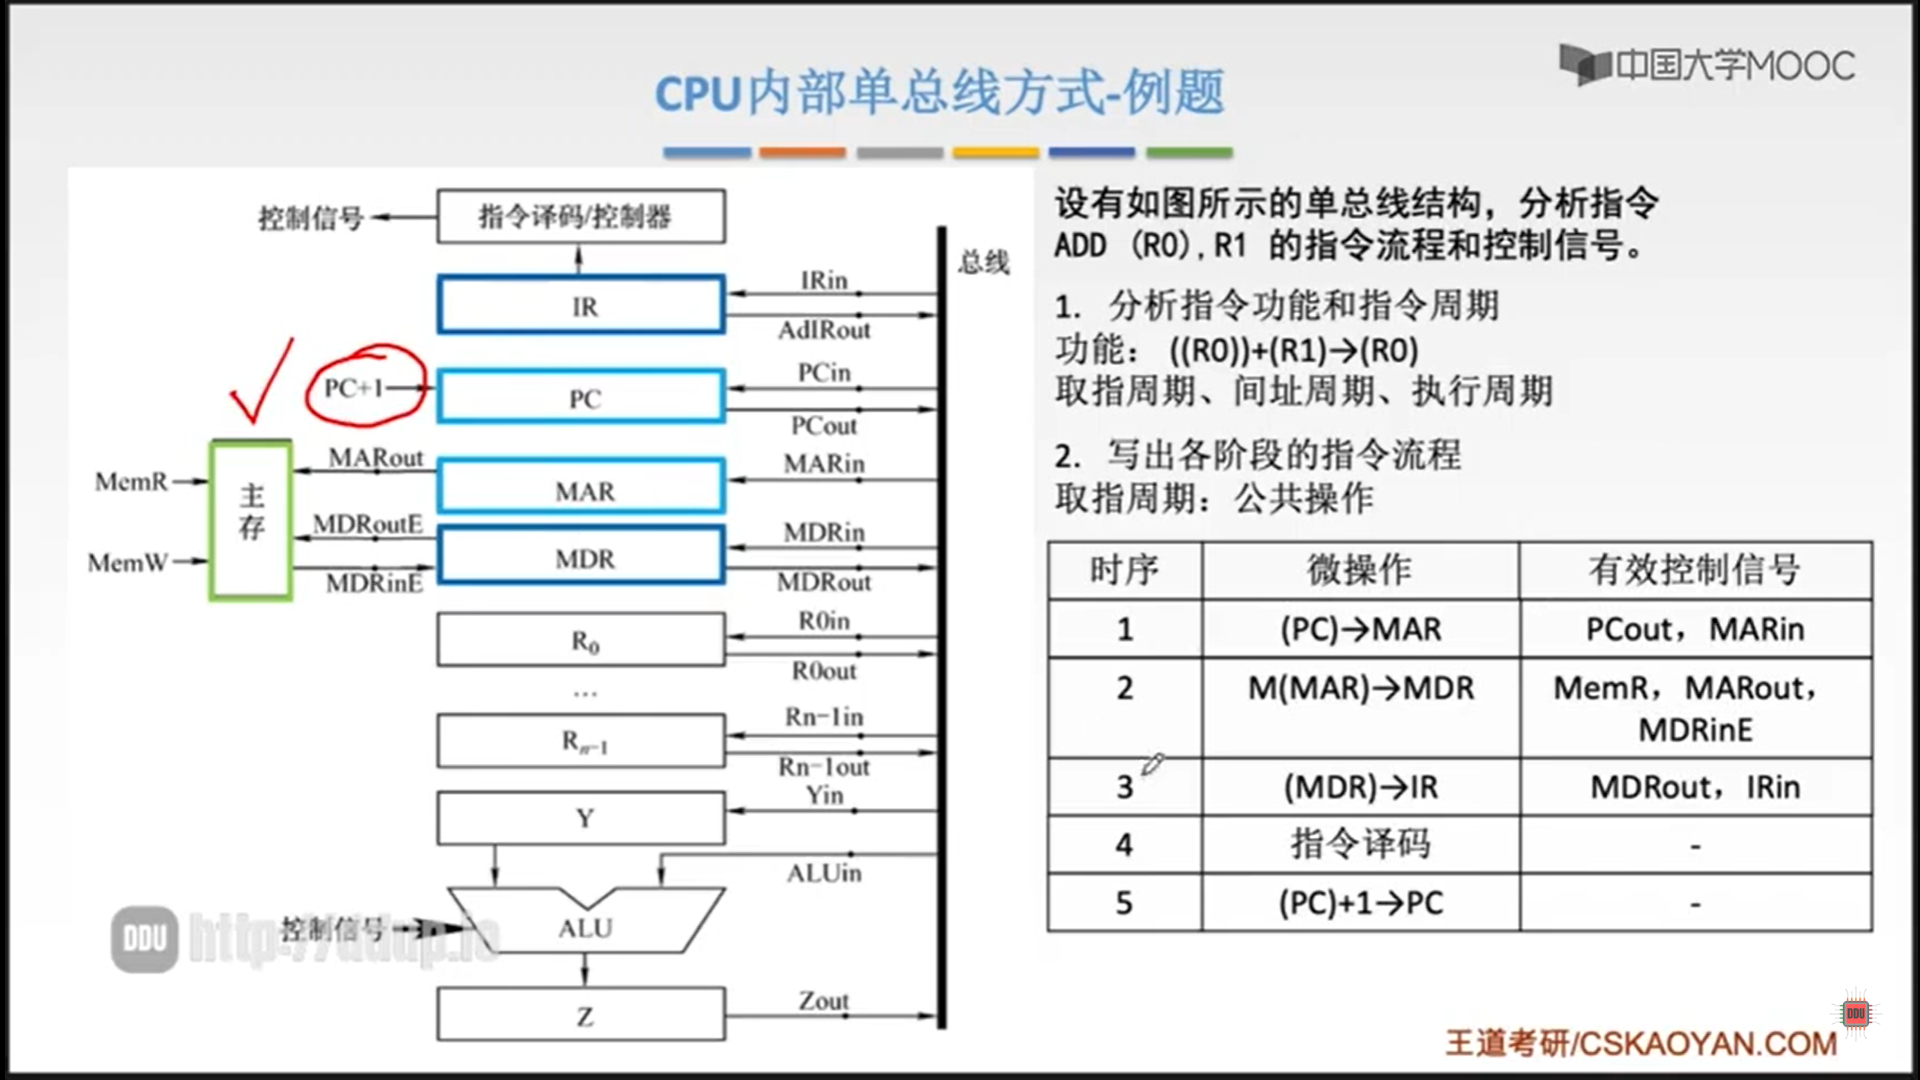 中国大学MOOC
CPU内部单总线方式-例题
控制信号
指令译码/控制器
总线
IRin
IR
AdIRout
PC+1
PCin
PC
PCout
MARout
MARin
MemR
MAR
主存
MDRoutE
MDRin
MemW
MDR
MDRinE
MDRout
R0in
R₀
R0out
...
Rn-1in
Rₙ₋₁
Rn-1out
Yin
Y
ALUin
控制信号
ALU
Zout
Z
设有如图所示的单总线结构，分析指令
ADD (R0),R1 的指令流程和控制信号。
1. 分析指令功能和指令周期
功能： ((R0))+(R1)→(R0)
取指周期、间址周期、执行周期
2. 写出各阶段的指令流程
取指周期：公共操作
时序 微操作 有效控制信号
1 (PC)→MAR PCout，MARin
2 M(MAR)→MDR MemR，MARout，
MDRinE
3 (MDR)→IR MDRout，IRin
4 指令译码 -
5 (PC)+1→PC -
DDU http://ddup.io
DDU
王道考研/CSKAOYAN.COM